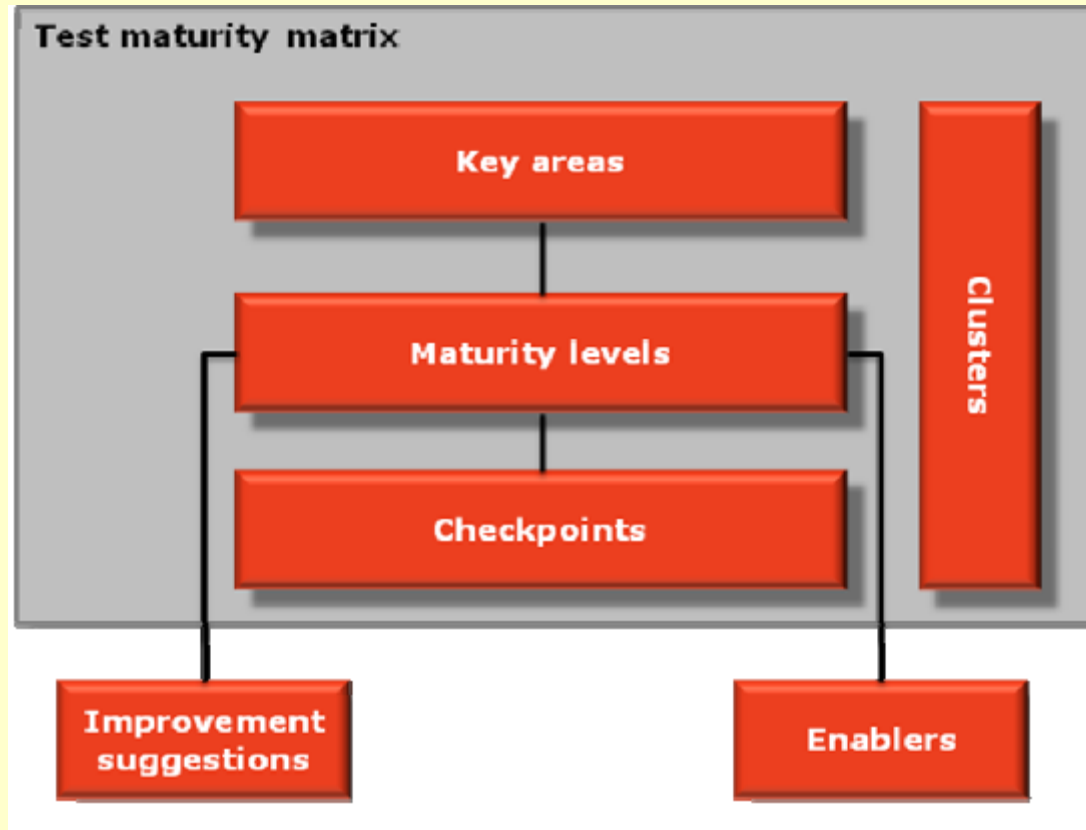 Test maturity matrix
Key areas
Clusters
Maturity levels
Checkpoints
Improvement
suggestions
Enablers